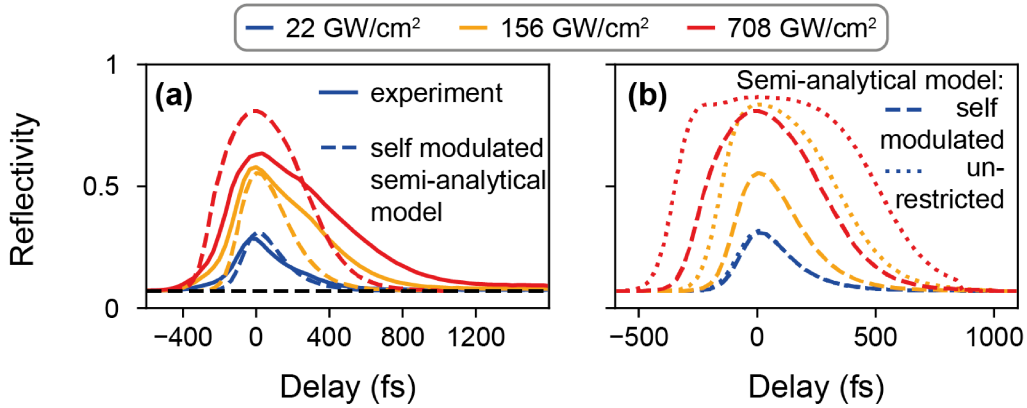 22 GW/cm² 156 GW/cm² 708 GW/cm²
(a)
experiment
self modulated
semi-analytical
model
Reflectivity
1
0.5
0
−400 0 400 1200
Delay (fs)
(b)
Semi-analytical model:
self
modulated
un-
restricted
−500 0 500 1000
Delay (fs)